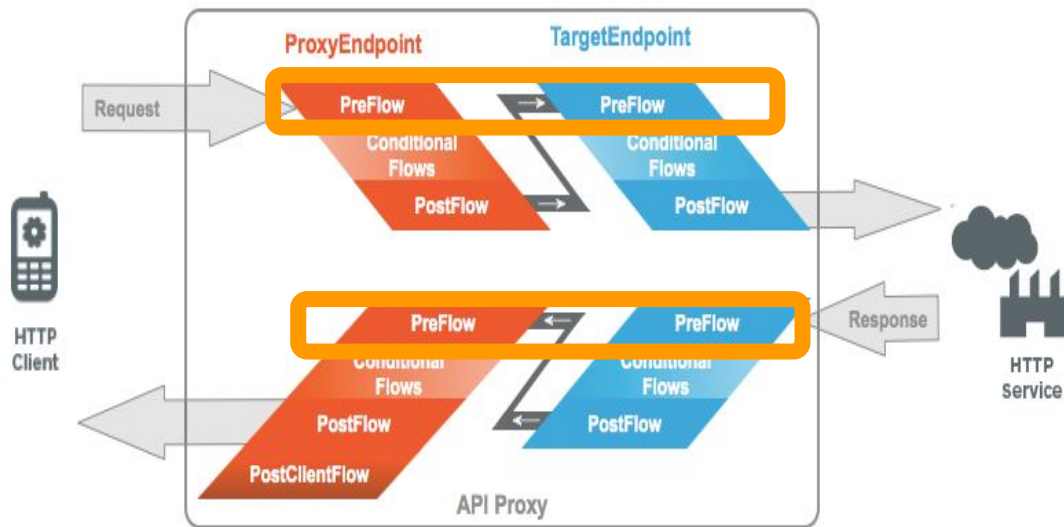 ProxyEndpoint
TargetEndpoint
Request
PreFlow
PreFlow
Conditional
Flows
Conditional
Flows
PostFlow
PostFlow
HTTP
Client
PreFlow
PreFlow
Response
HTTP
Service
Conditional
Flows
Conditional
Flows
PostFlow
PostFlow
PostClientFlow
API Proxy